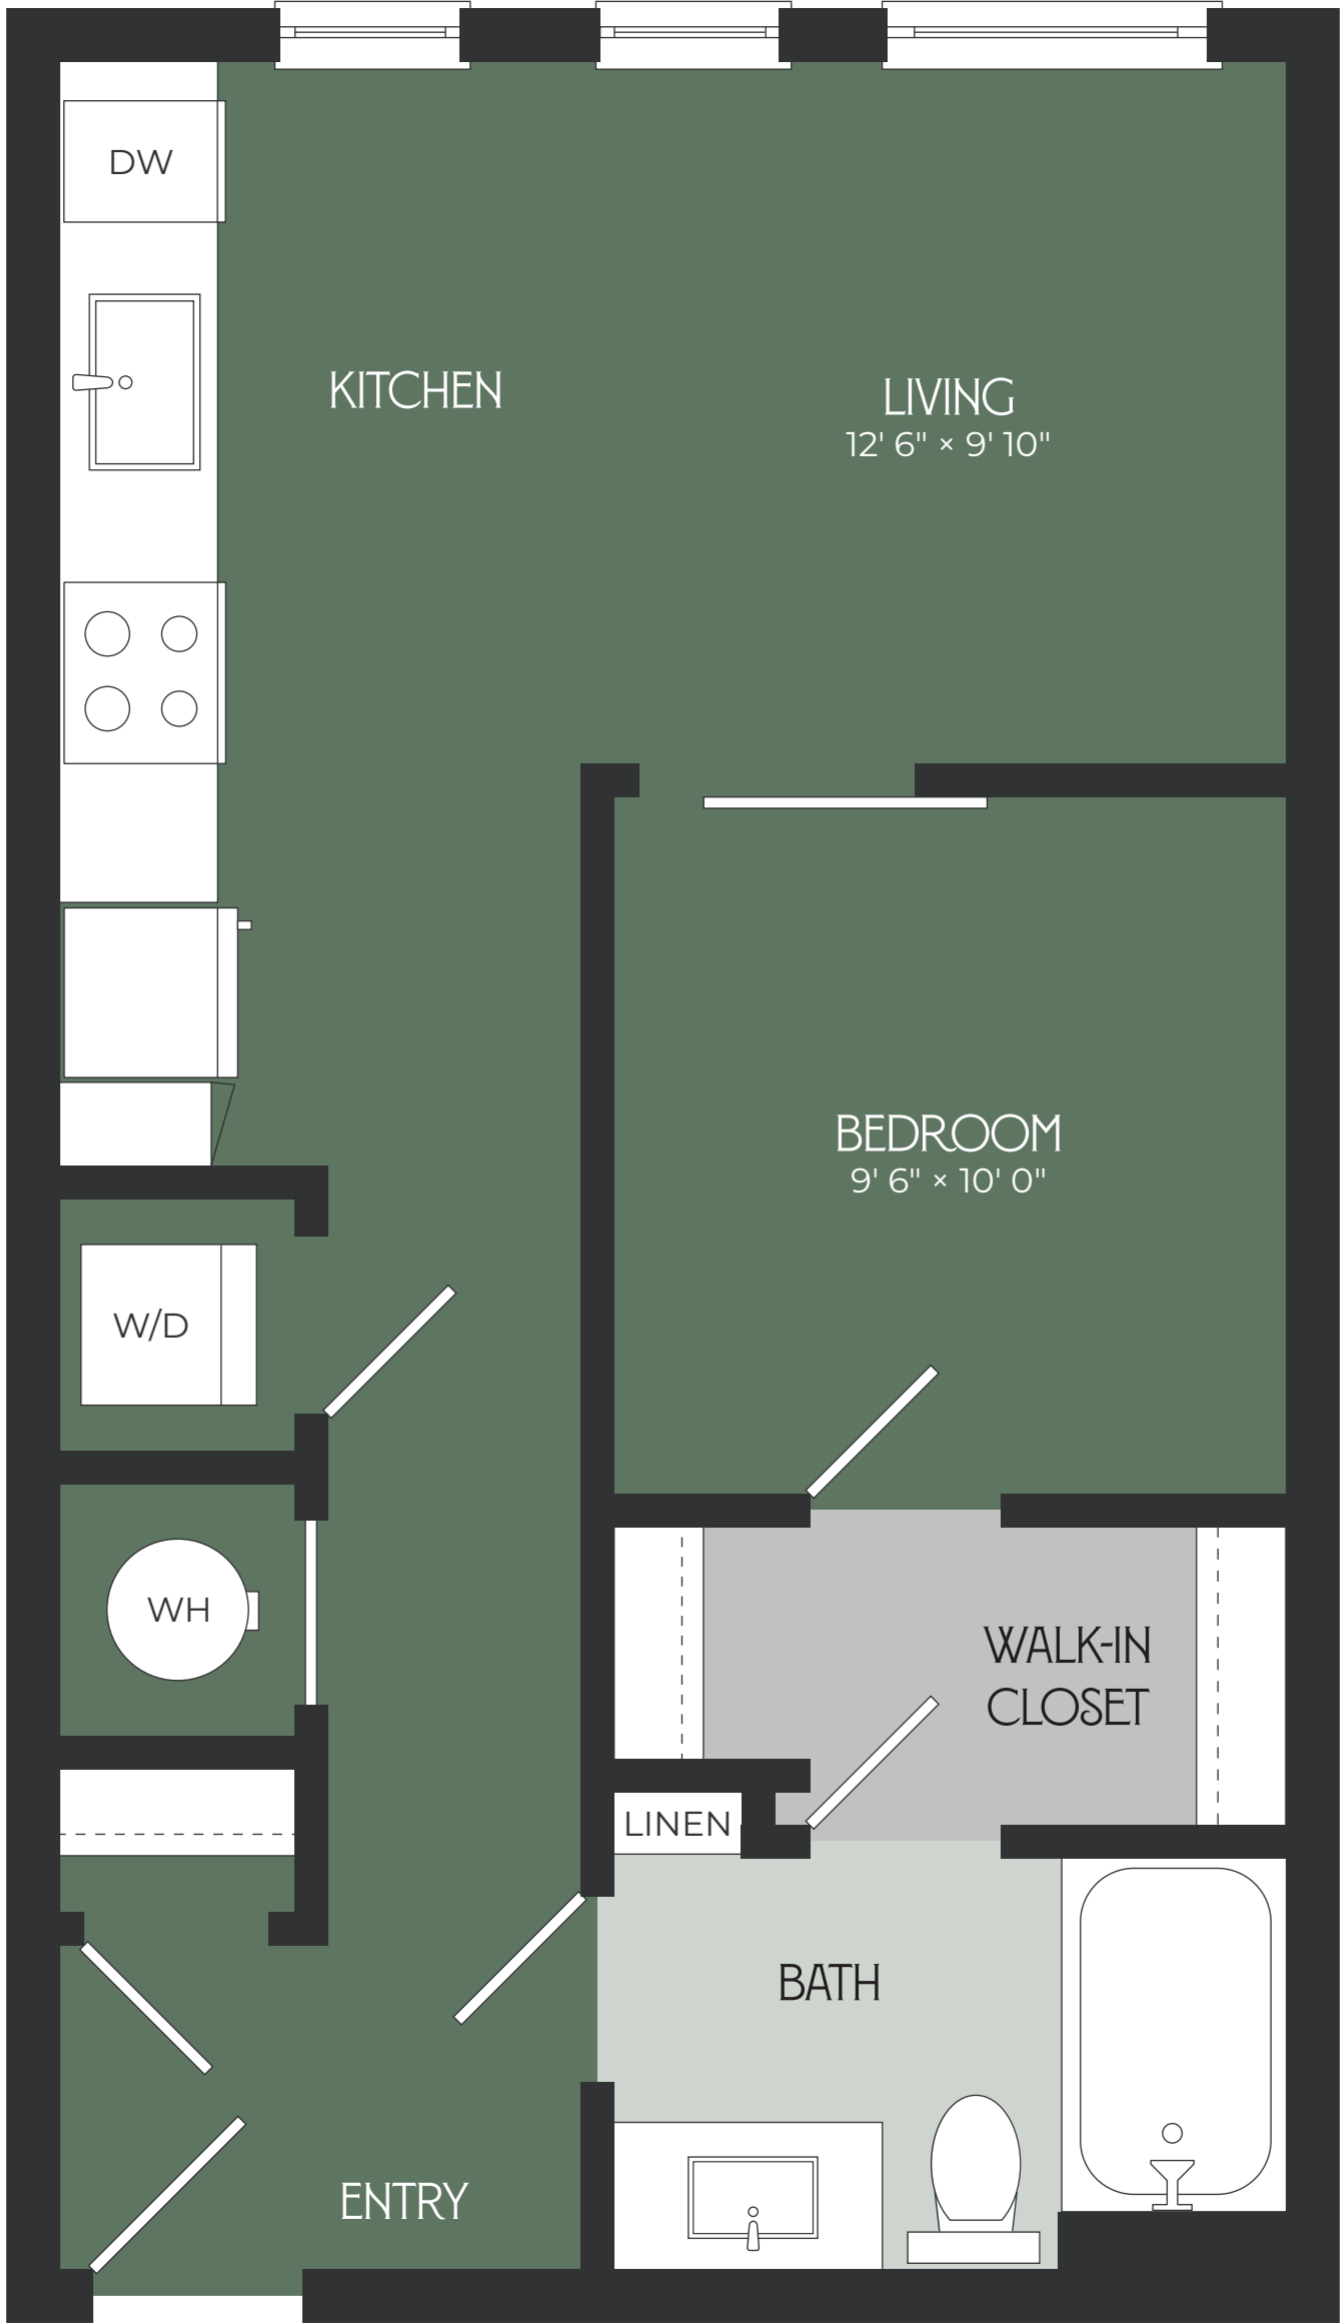 DW
KITCHEN
LIVING
12' 6" × 9' 10"
BEDROOM
9' 6" × 10' 0"
W/D
WH
WALK-IN
CLOSET
LINEN
BATH
ENTRY